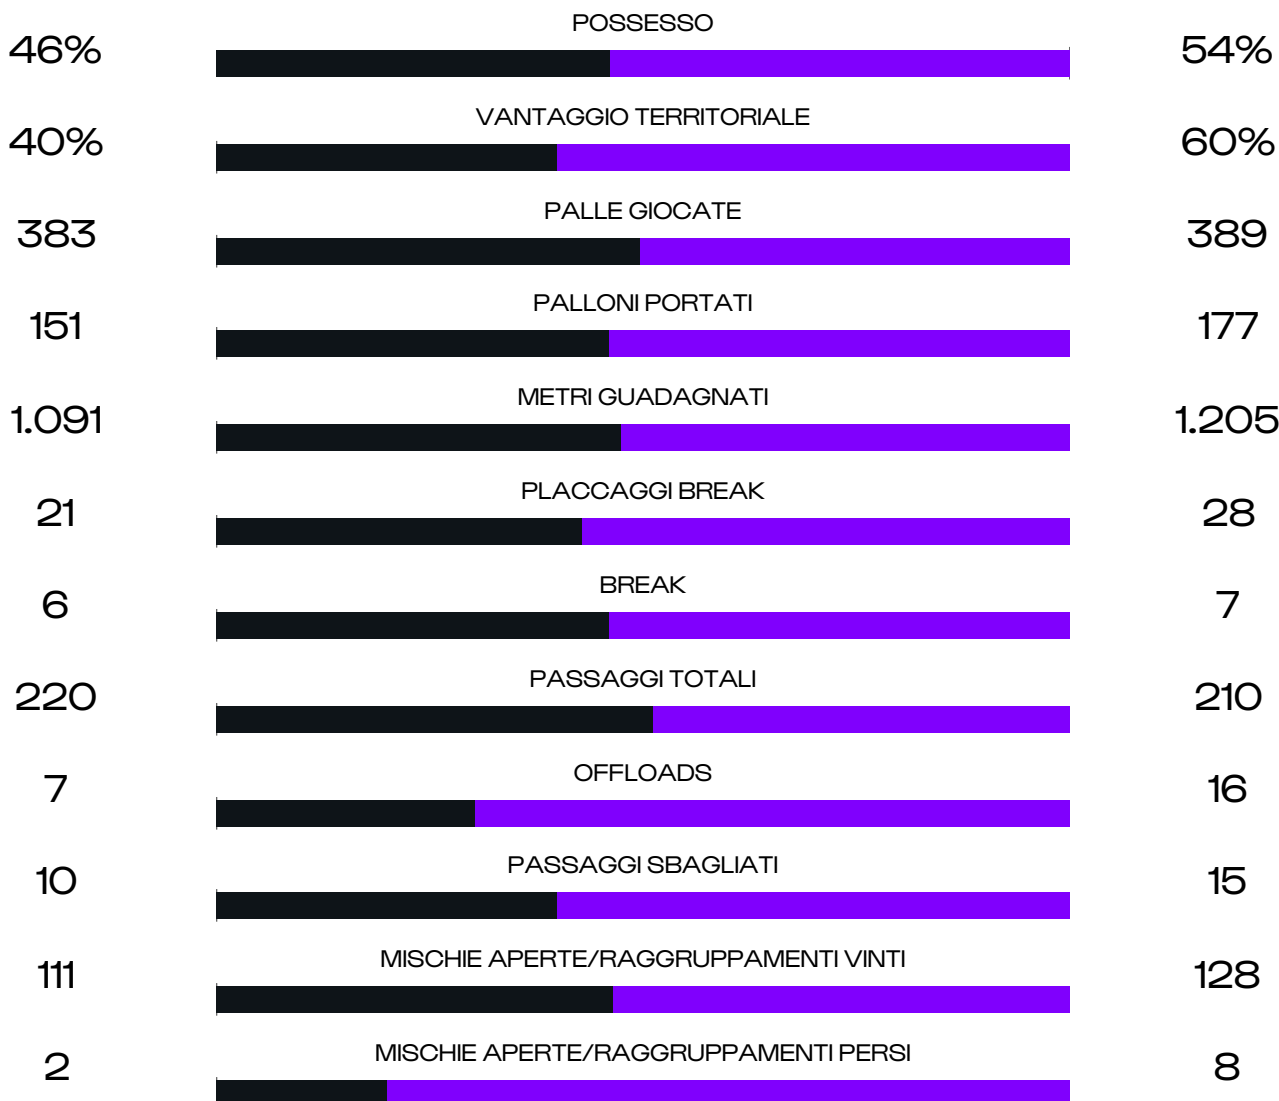 POSSESSO
46%
54%
VANTAGGIO TERRITORIALE
40%
60%
PALLE GIOCATE
383
389
PALLONI PORTATI
151
177
METRI GUADAGNATI
1.091
1.205
PLACCAGGI BREAK
21
28
BREAK
6
7
PASSAGGI TOTALI
220
210
OFFLOADS
7
16
PASSAGGI SBAGLIATI
10
15
MISCHIE APERTE/RAGGRUPPAMENTI VINTI
111
128
MISCHIE APERTE/RAGGRUPPAMENTI PERSI
2
8